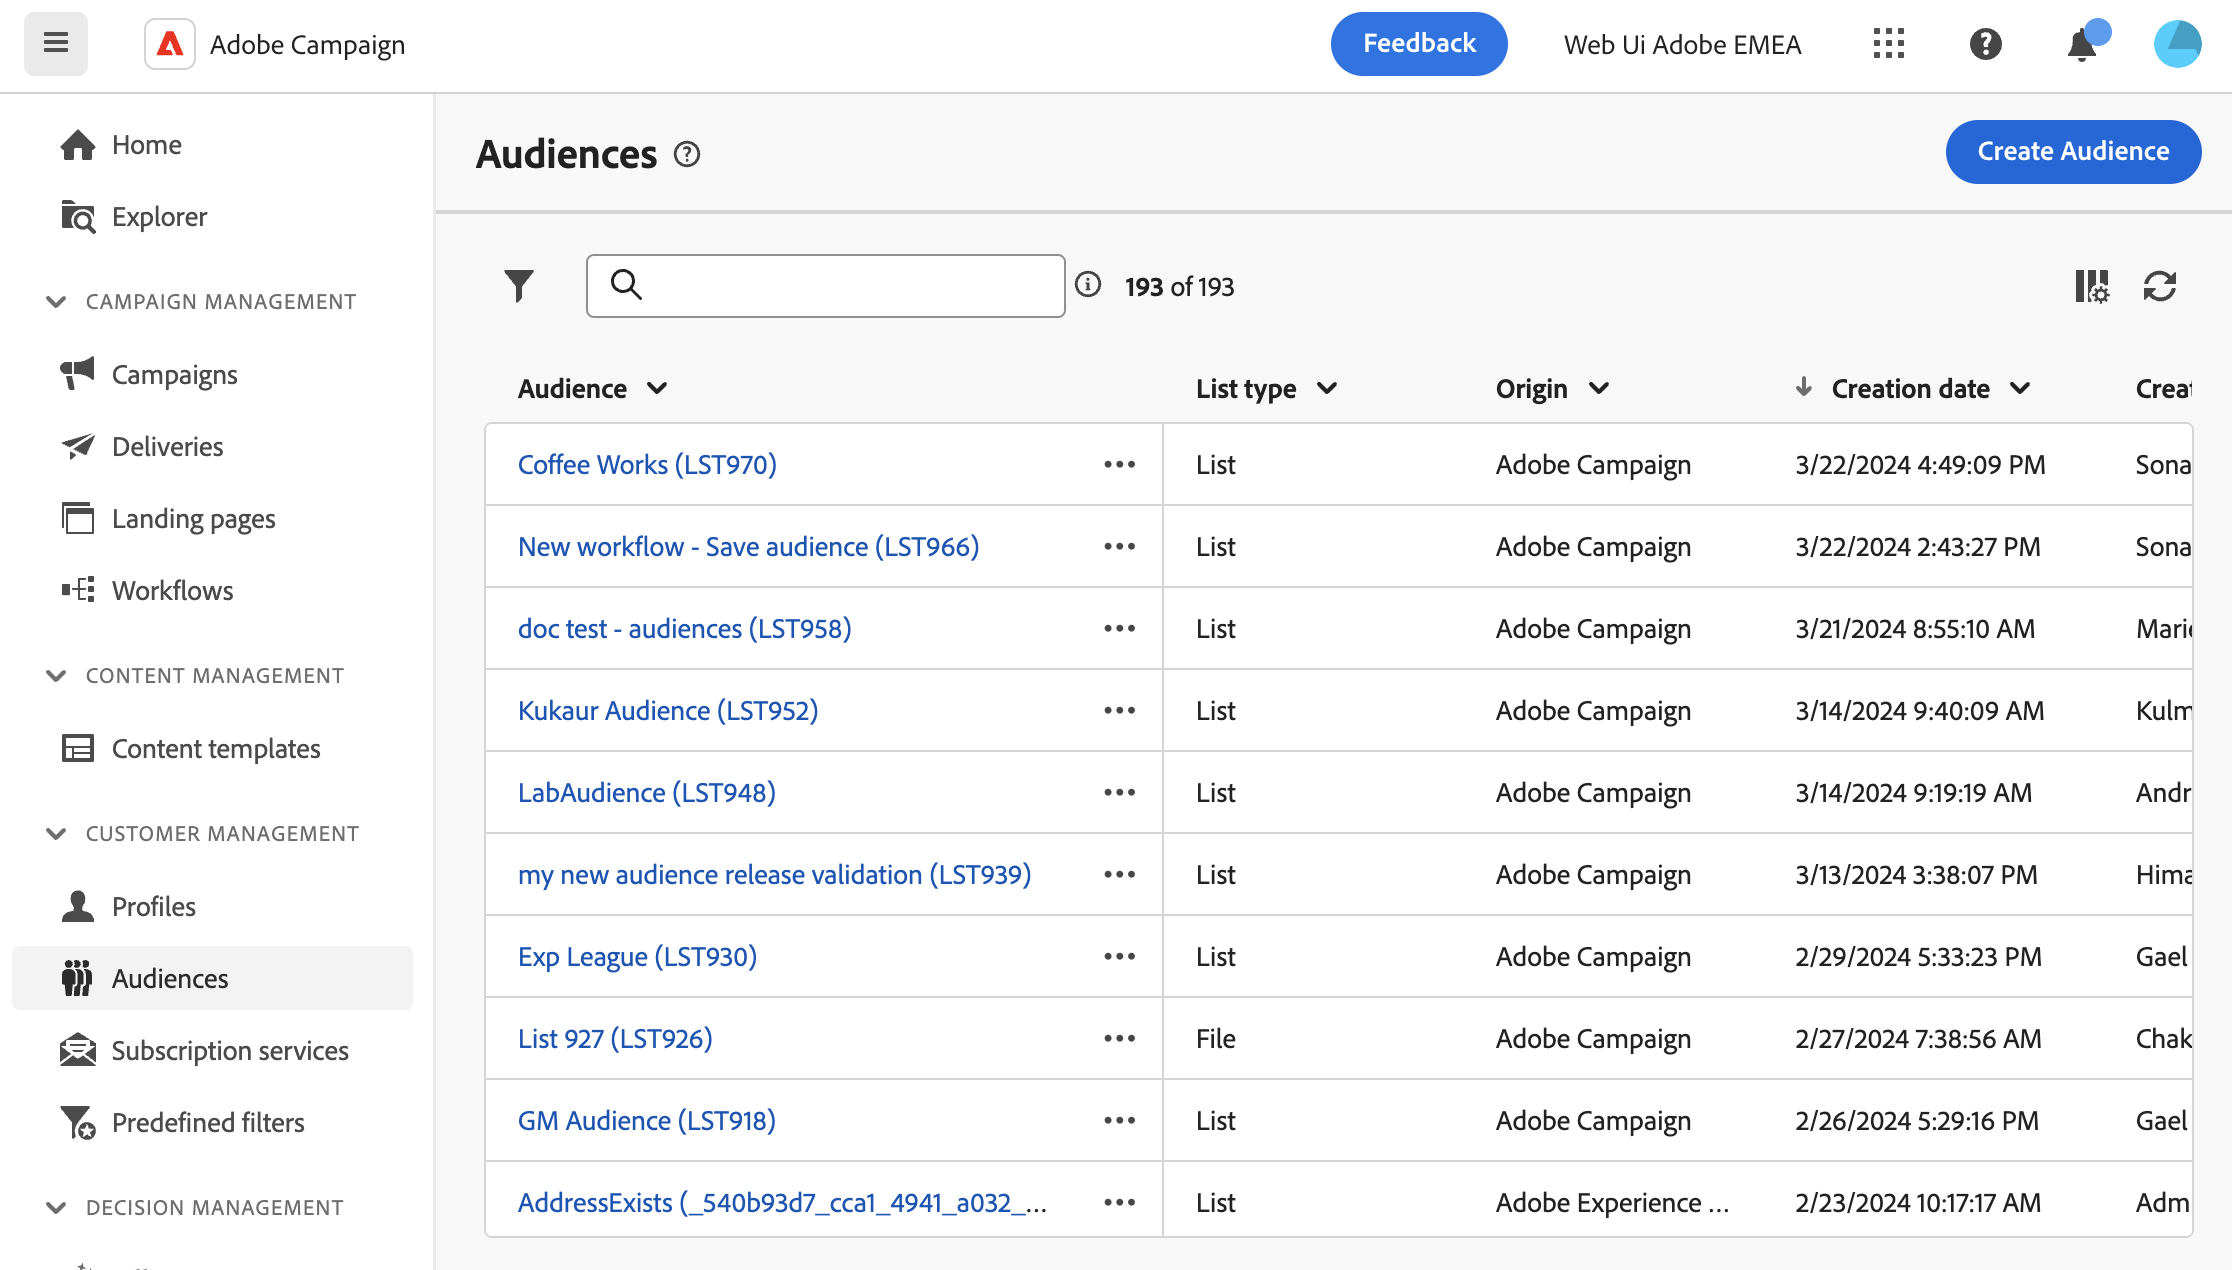 Adobe Campaign
Feedback
Web Ui Adobe EMEA
Home
Explorer
CAMPAIGN MANAGEMENT
Campaigns
Deliveries
Landing pages
Workflows
CONTENT MANAGEMENT
Content templates
CUSTOMER MANAGEMENT
Profiles
Audiences
Subscription services
Predefined filters
DECISION MANAGEMENT
Audiences
Create Audience
193 of 193
Audience List type Origin Creation date Creat
Coffee Works (LST970) ••• List Adobe Campaign 3/22/2024 4:49:09 PM Sona
New workflow - Save audience (LST966) ••• List Adobe Campaign 3/22/2024 2:43:27 PM Sona
doc test - audiences (LST958) ••• List Adobe Campaign 3/21/2024 8:55:10 AM Marie
Kukaur Audience (LST952) ••• List Adobe Campaign 3/14/2024 9:40:09 AM Kulm
LabAudience (LST948) ••• List Adobe Campaign 3/14/2024 9:19:19 AM Andr
my new audience release validation (LST939) ••• List Adobe Campaign 3/13/2024 3:38:07 PM Hima
Exp League (LST930) ••• List Adobe Campaign 2/29/2024 5:33:23 PM Gael
List 927 (LST926) ••• File Adobe Campaign 2/27/2024 7:38:56 AM Chak
GM Audience (LST918) ••• List Adobe Campaign 2/26/2024 5:29:16 PM Gael
AddressExists (_540b93d7_cca1_4941_a032_... ••• List Adobe Experience ... 2/23/2024 10:17:17 AM Adm